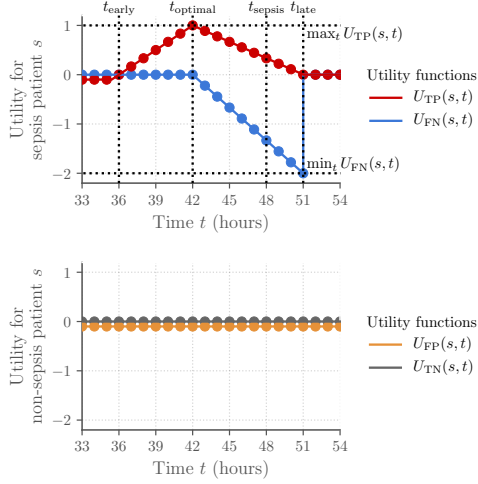 t_early t_optimal t_sepsis t_late
1
0
−1
−2
Utility for
sepsis patient s
max_t U_TP(s, t)
min_t U_FN(s, t)
Utility functions
U_TP(s, t)
U_FN(s, t)
33 36 39 42 45 48 51 54
Time t (hours)
1
0
−1
−2
Utility for
non-sepsis patient s
Utility functions
U_FP(s, t)
U_TN(s, t)
33 36 39 42 45 48 51 54
Time t (hours)